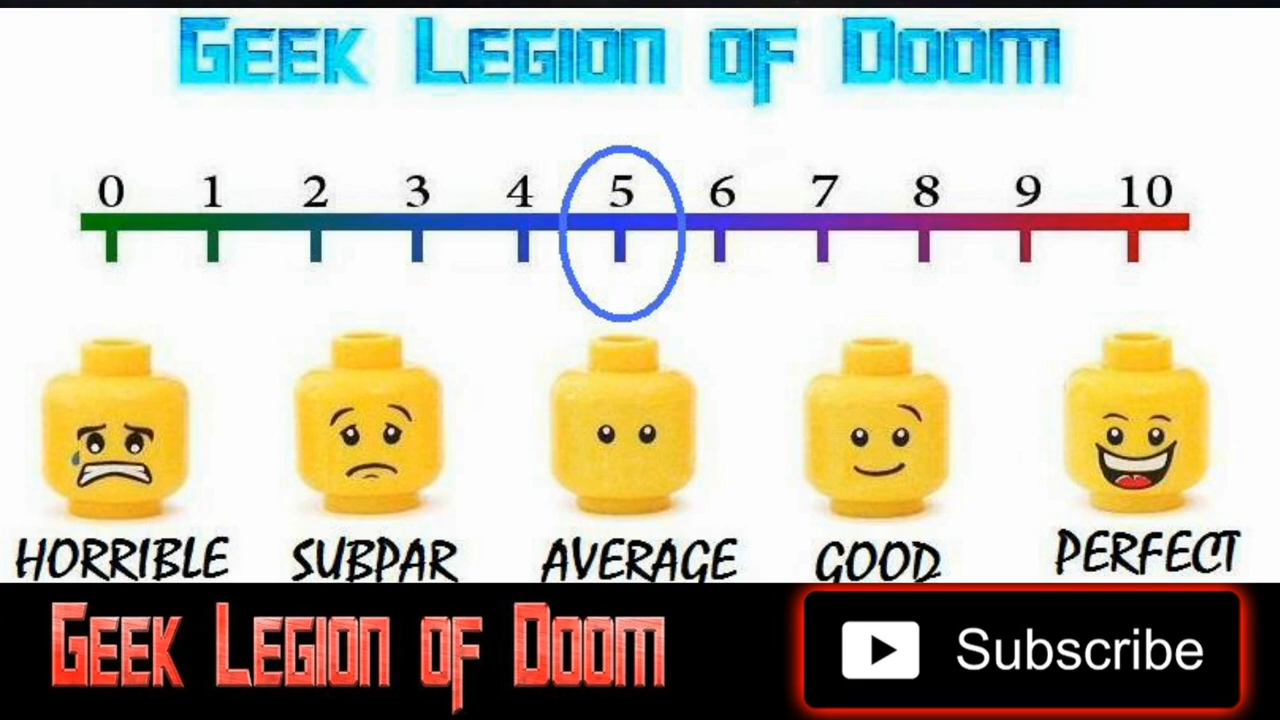 Geek Legion of Doom
0 1 2 3 4 5 6 7 8 9 10
HORRIBLE SUBPAR AVERAGE GOOD PERFECT
Geek Legion of Doom Subscribe